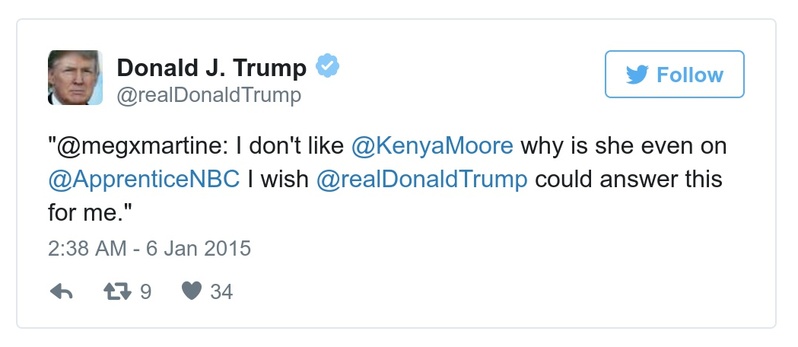 Donald J. Trump
@realDonaldTrump
Follow
"@megxmartine: I don't like @KenyaMoore why is she even on
@ApprenticeNBC I wish @realDonaldTrump could answer this
for me."
2:38 AM - 6 Jan 2015
9 34